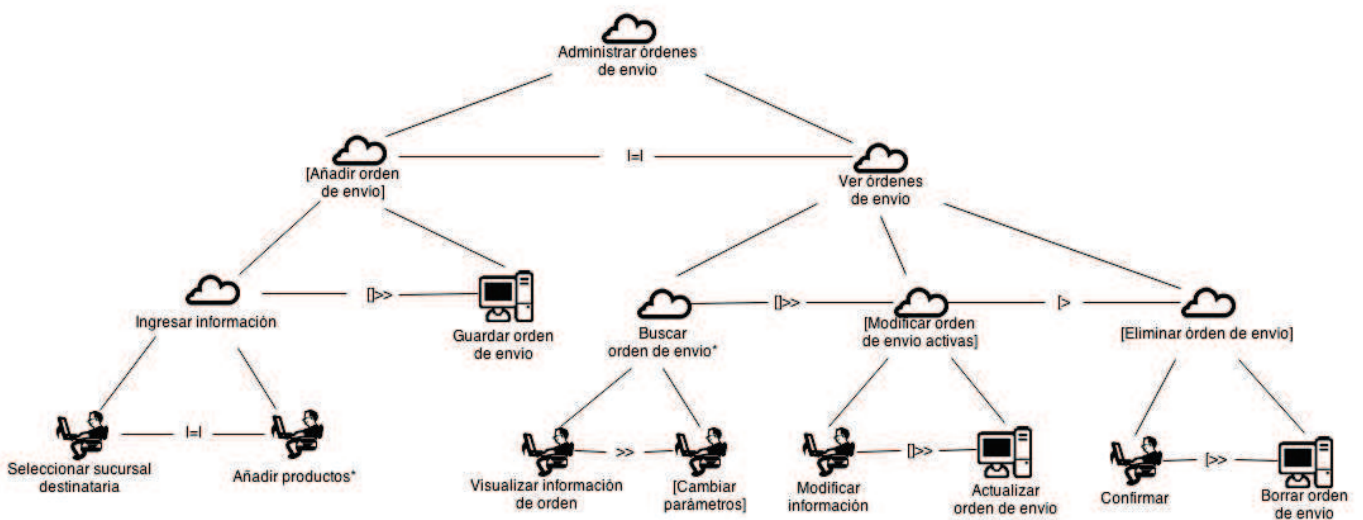 Administrar órdenes
de envio
|=|
[Añadir orden
de envio]
Ver órdenes
de envio
[]>>
[]>>
[>
Ingresar información
Guardar orden
de envio
Buscar
orden de envio*
[Modificar orden
de envio activas]
[Eliminar órden de envio]
|=|
>>
[]>>
[>>
Seleccionar sucursal
destinataria
Añadir productos*
Visualizar información
de orden
[Cambiar
parámetros]
Modificar
información
Actualizar
orden de envio
Confirmar
Borrar orden
de envio